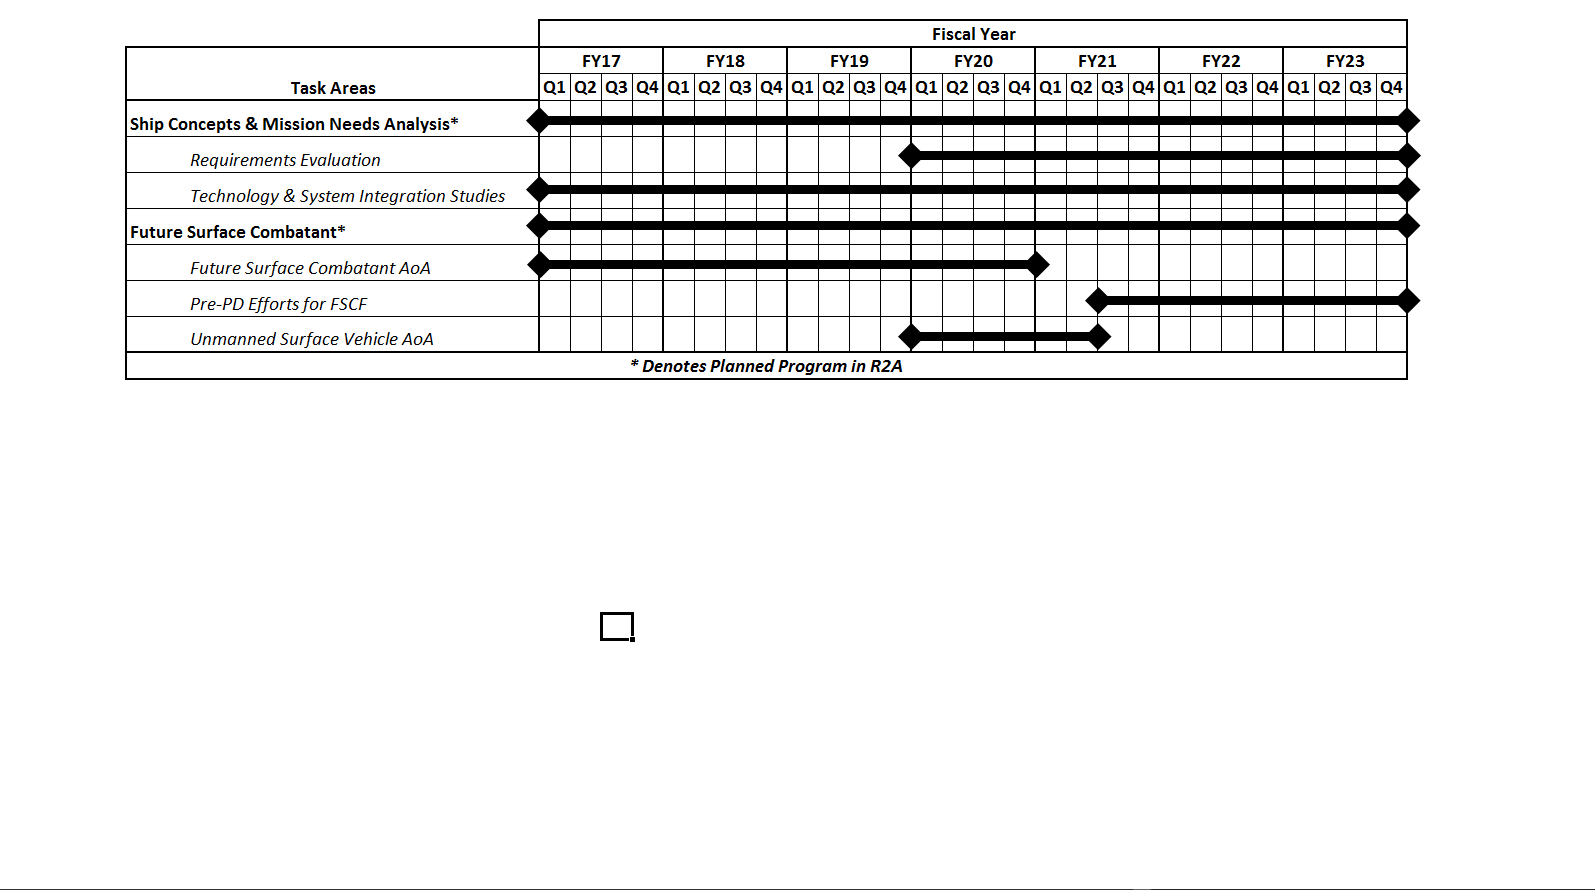 Fiscal Year
FY17 FY18 FY19 FY20 FY21 FY22 FY23
Task Areas Q1 Q2 Q3 Q4 Q1 Q2 Q3 Q4 Q1 Q2 Q3 Q4 Q1 Q2 Q3 Q4 Q1 Q2 Q3 Q4 Q1 Q2 Q3 Q4 Q1 Q2 Q3 Q4
Ship Concepts & Mission Needs Analysis*
Requirements Evaluation
Technology & System Integration Studies
Future Surface Combatant*
Future Surface Combatant AoA
Pre-PD Efforts for FSCF
Unmanned Surface Vehicle AoA
* Denotes Planned Program in R2A